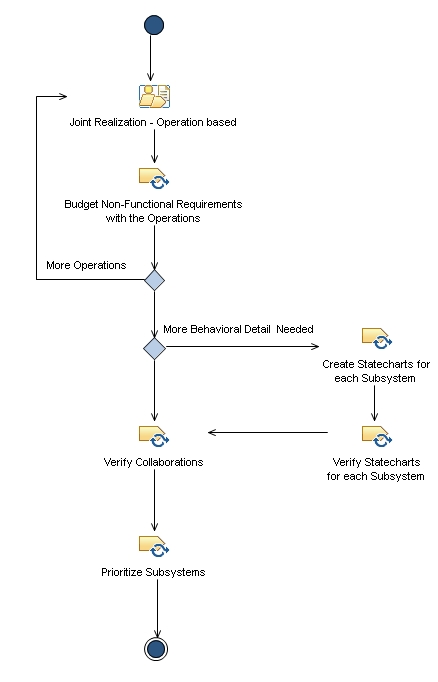 Joint Realization - Operation based
Budget Non-Functional Requirements
with the Operations
More Operations
More Behavioral Detail  Needed
Create Statecharts for
each Subsystem
Verify Collaborations
Verify Statecharts
for each Subsystem
Prioritize Subsystems